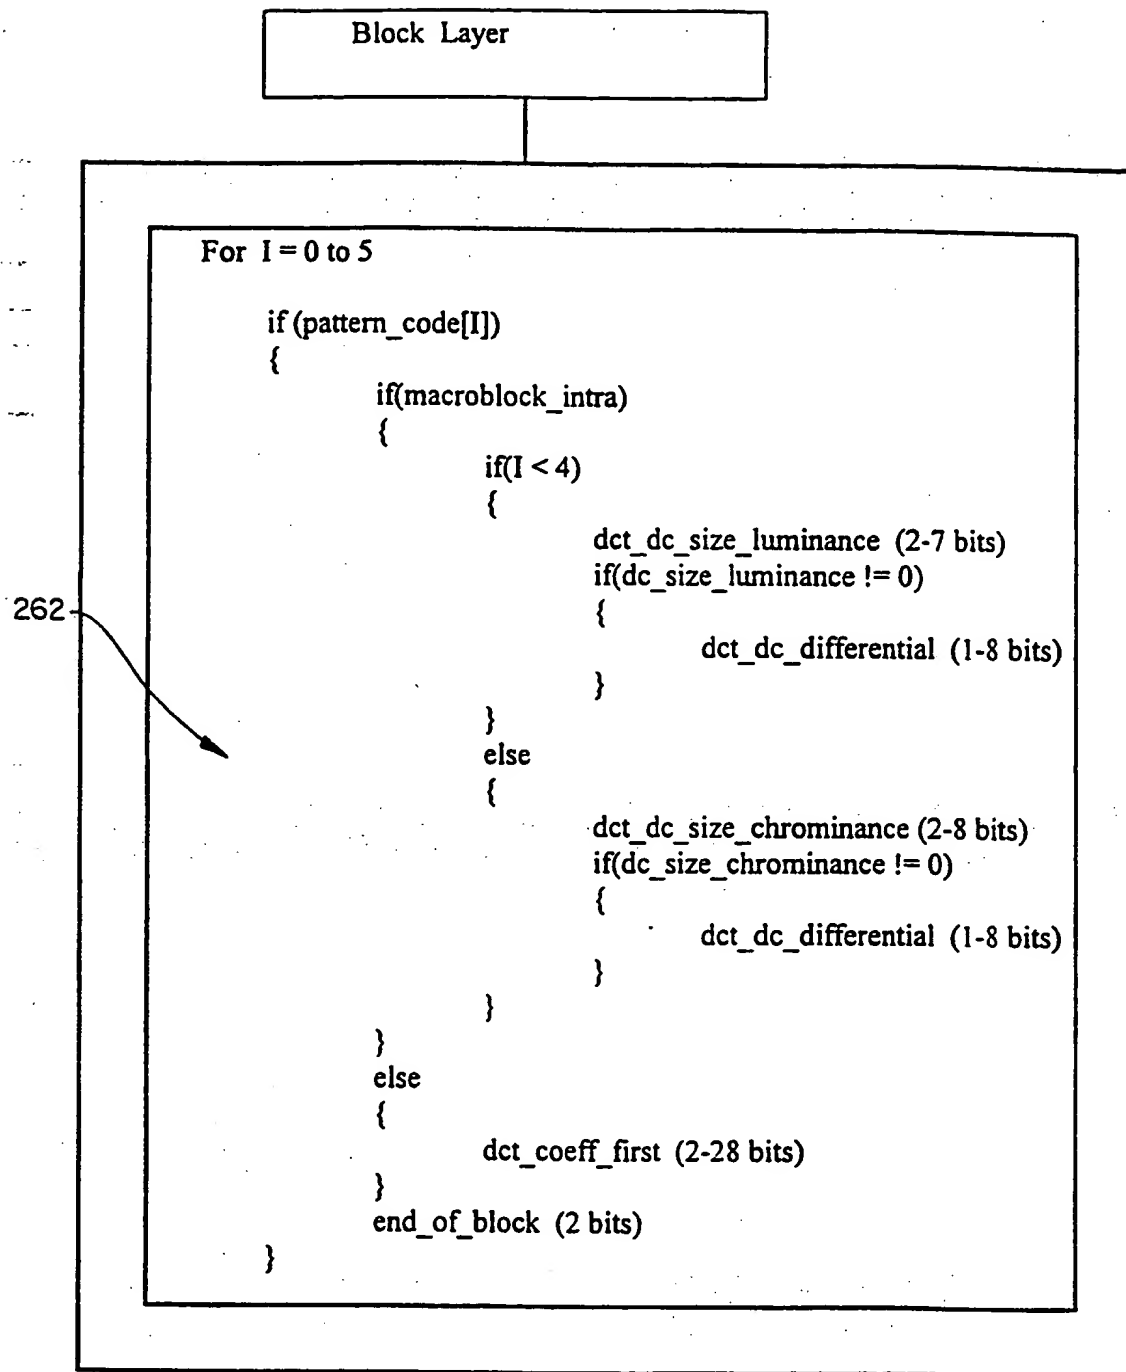 Block Layer
For I = 0 to 5
if (pattern_code[I])
{
if(macroblock_intra)
{
if(I < 4)
{
dct_dc_size_luminance (2-7 bits)
if(dc_size_luminance != 0)
{
dct_dc_differential (1-8 bits)
}
}
else
{
dct_dc_size_chrominance (2-8 bits)
if(dc_size_chrominance != 0)
{
dct_dc_differential (1-8 bits)
}
}
}
else
{
dct_coeff_first (2-28 bits)
}
end_of_block (2 bits)
}
262